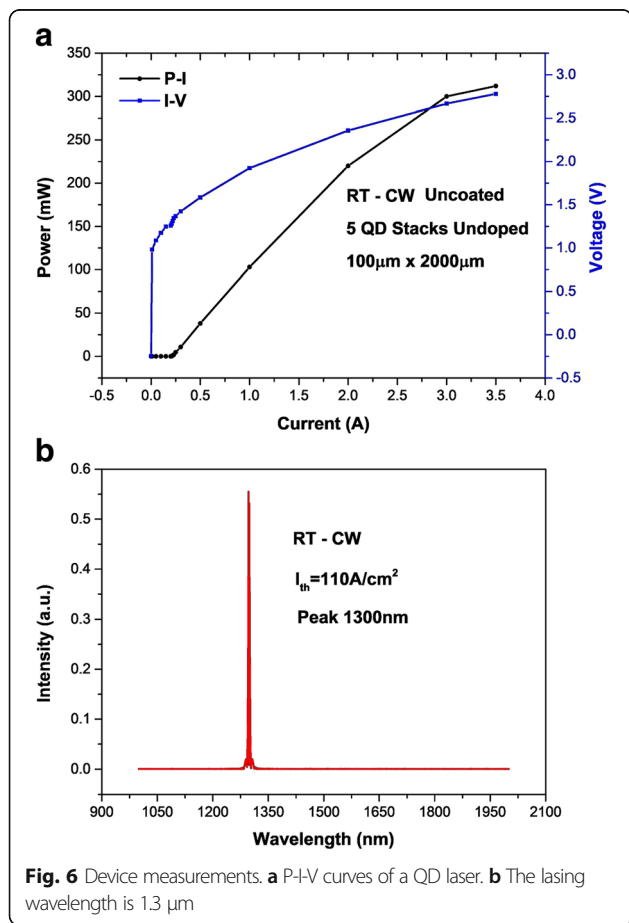 a
350
300
250
200
150
100
50
0
Power (mW)
P-I
I-V
RT - CW Uncoated
5 QD Stacks Undoped
100μm x 2000μm
3.0
2.5
2.0
1.5
1.0
0.5
0.0
-0.5
Voltage (V)
-0.5 0.0 0.5 1.0 1.5 2.0 2.5 3.0 3.5 4.0
Current (A)
b
0.6
0.5
0.4
0.3
0.2
0.1
0.0
Intensity (a.u.)
RT - CW
Ith=110A/cm²
Peak 1300nm
900 1050 1200 1350 1500 1650 1800 1950 2100
Wavelength (nm)
Fig. 6 Device measurements. a P-I-V curves of a QD laser. b The lasing
wavelength is 1.3 μm